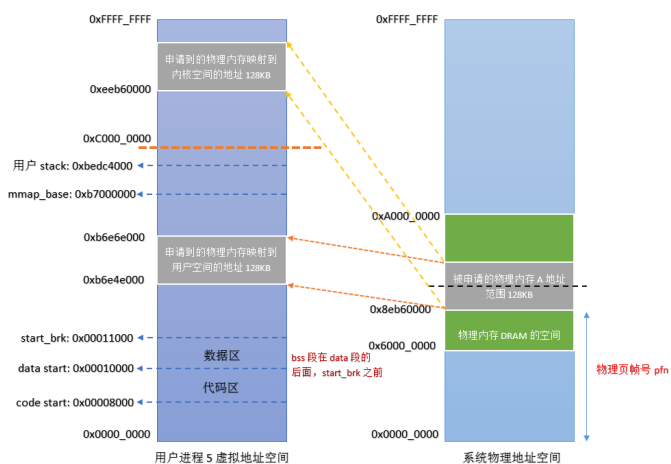 0xFFFF_FFFF
申请到的物理内存映射到
内核空间的地址 128KB
0xeeb60000
0xC000_0000
用户 stack: 0xbedc4000
mmap_base: 0xb7000000
0xb6e6e000
申请到的物理内存映射到
用户空间的地址 128KB
0xb6e4e000
start_brk: 0x00011000
数据区
data start: 0x00010000
代码区
code start: 0x00008000
0x0000_0000
用户进程 5 虚拟地址空间
bss 段在 data 段的
后面，start_brk 之前
0xFFFF_FFFF
0xA000_0000
被申请的物理内存 A 地址
范围 128KB
0x8eb60000
物理内存 DRAM 的空间
0x6000_0000
0x0000_0000
系统物理地址空间
物理页帧号 pfn